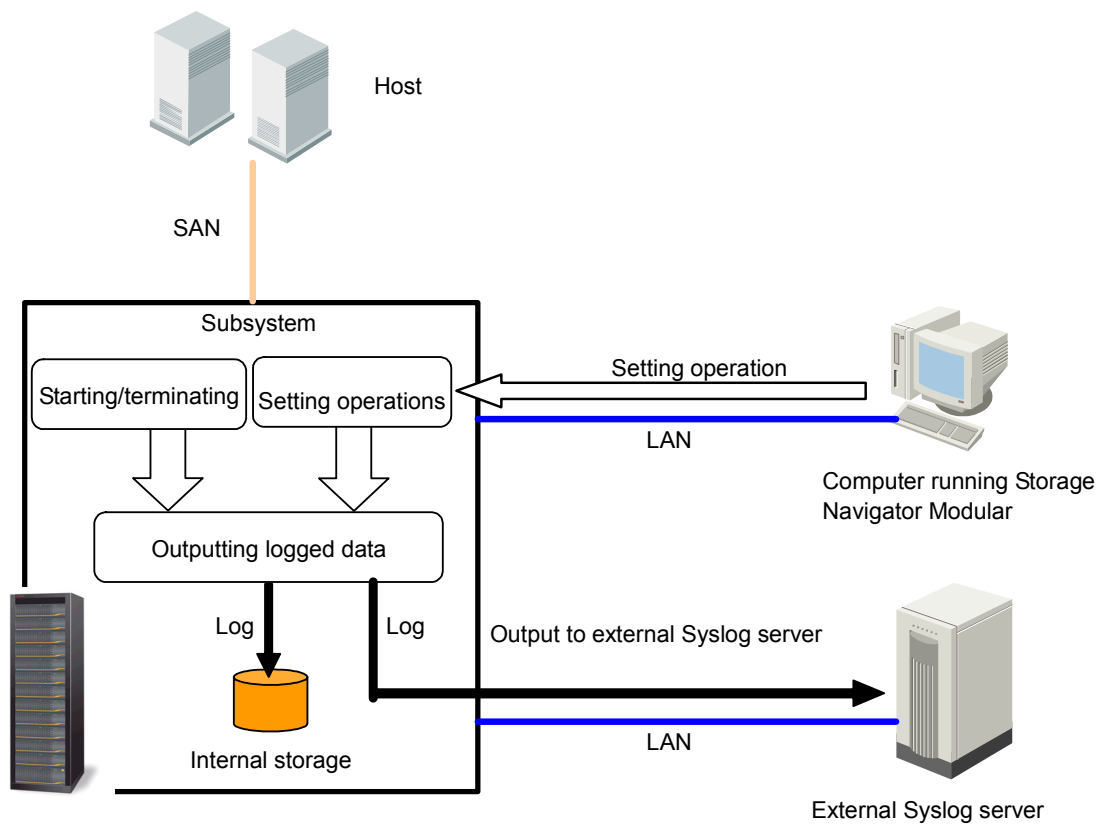 Host
SAN
Subsystem
Starting/terminating
Setting operations
Setting operation
LAN
Computer running Storage
Navigator Modular
Outputting logged data
Log
Log
Output to external Syslog server
Internal storage
LAN
External Syslog server